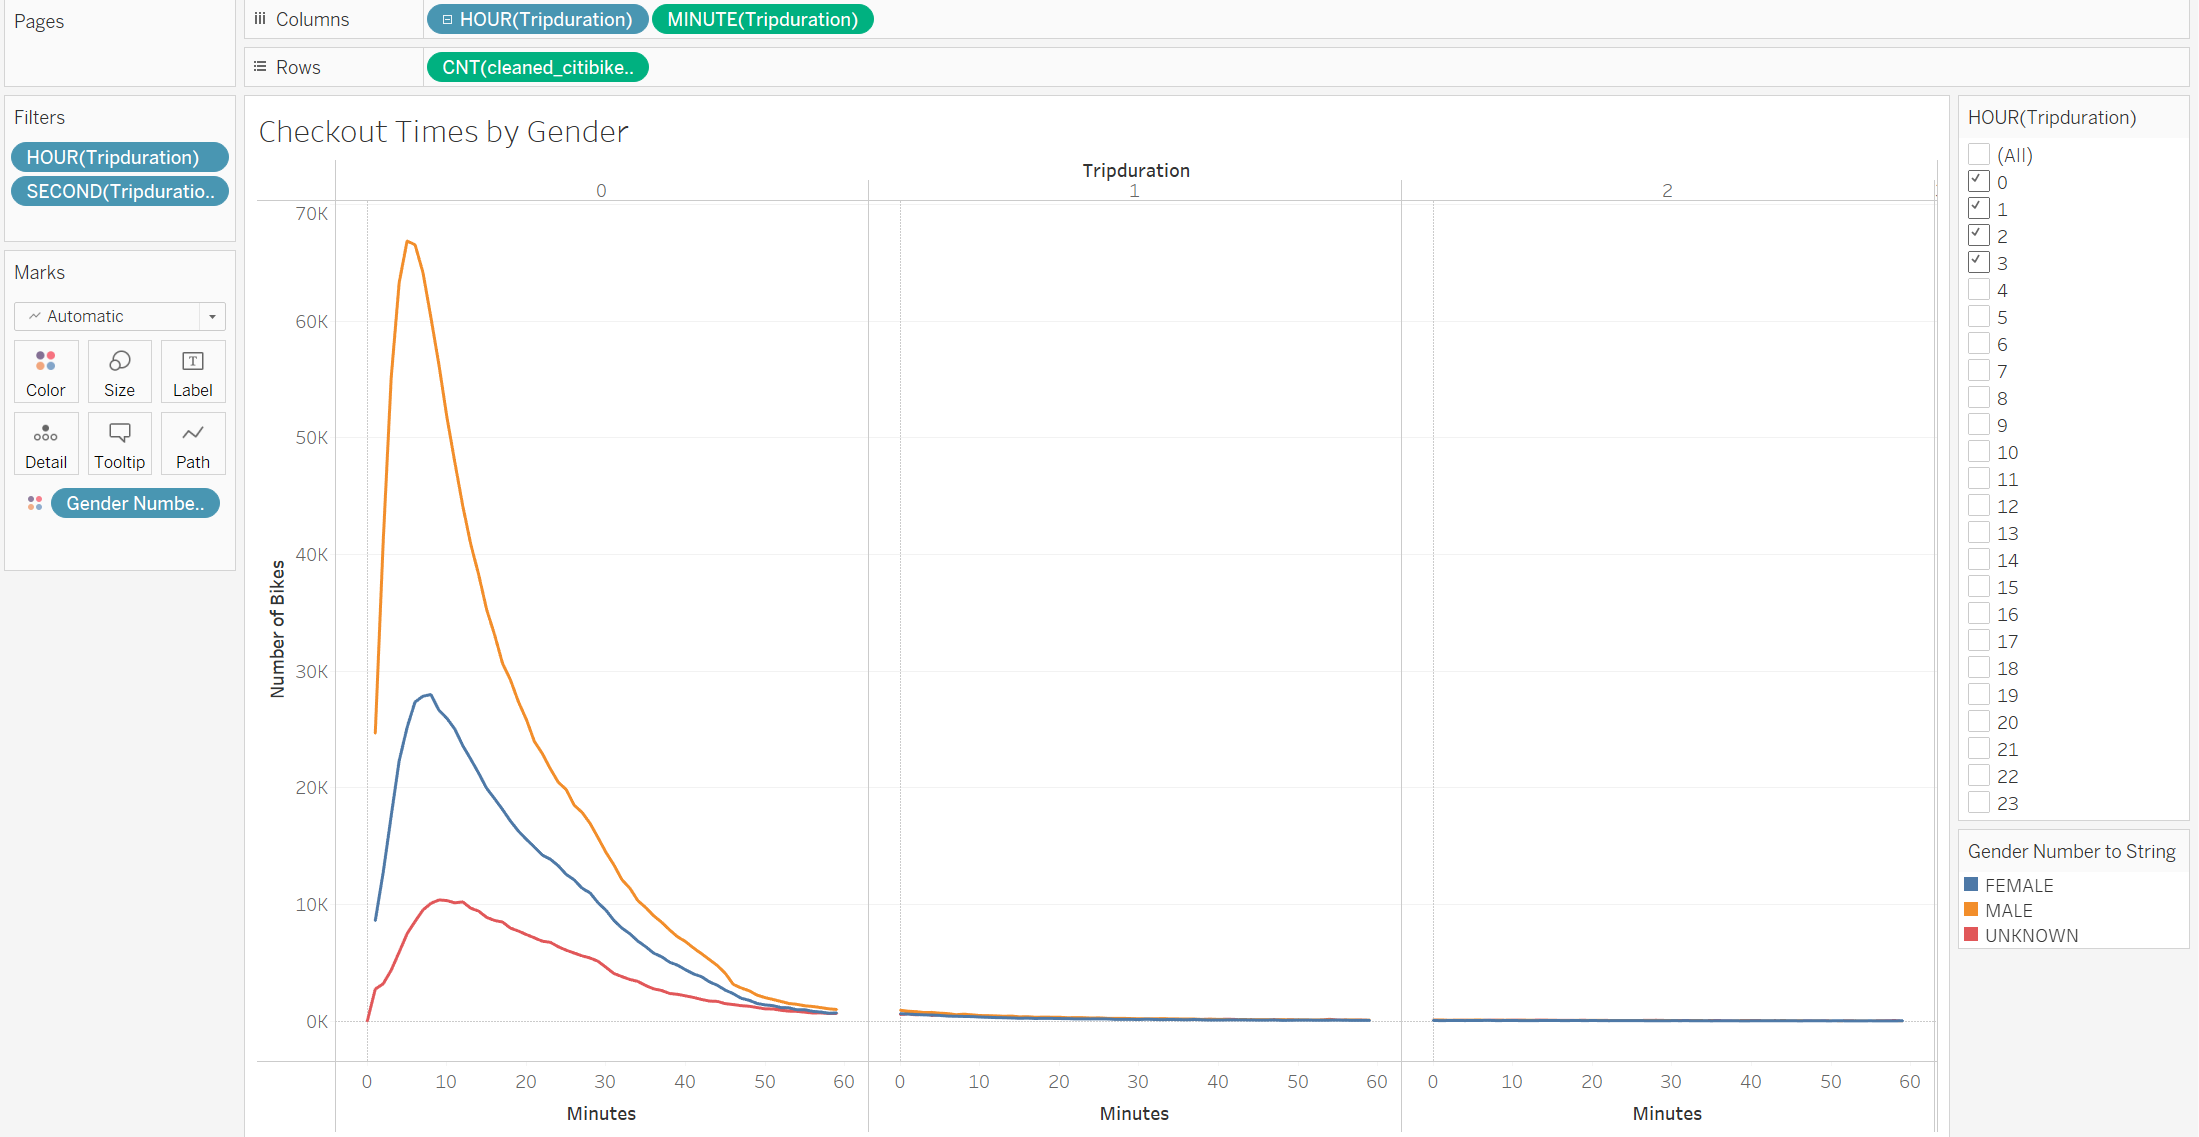 Pages
Columns
HOUR(Tripduration)
MINUTE(Tripduration)
Rows
CNT(cleaned_citibike..
Filters
HOUR(Tripduration)
SECOND(Tripduratio..
Marks
Automatic
Color
Size
Label
Detail
Tooltip
Path
Gender Numbe..
Checkout Times by Gender
Tripduration
0
1
2
Number of Bikes
70K
60K
50K
40K
30K
20K
10K
0K
0 10 20 30 40 50 60
Minutes
0 10 20 30 40 50 60
Minutes
0 10 20 30 40 50 60
Minutes
HOUR(Tripduration)
(All)
0
1
2
3
4
5
6
7
8
9
10
11
12
13
14
15
16
17
18
19
20
21
22
23
Gender Number to String
FEMALE
MALE
UNKNOWN